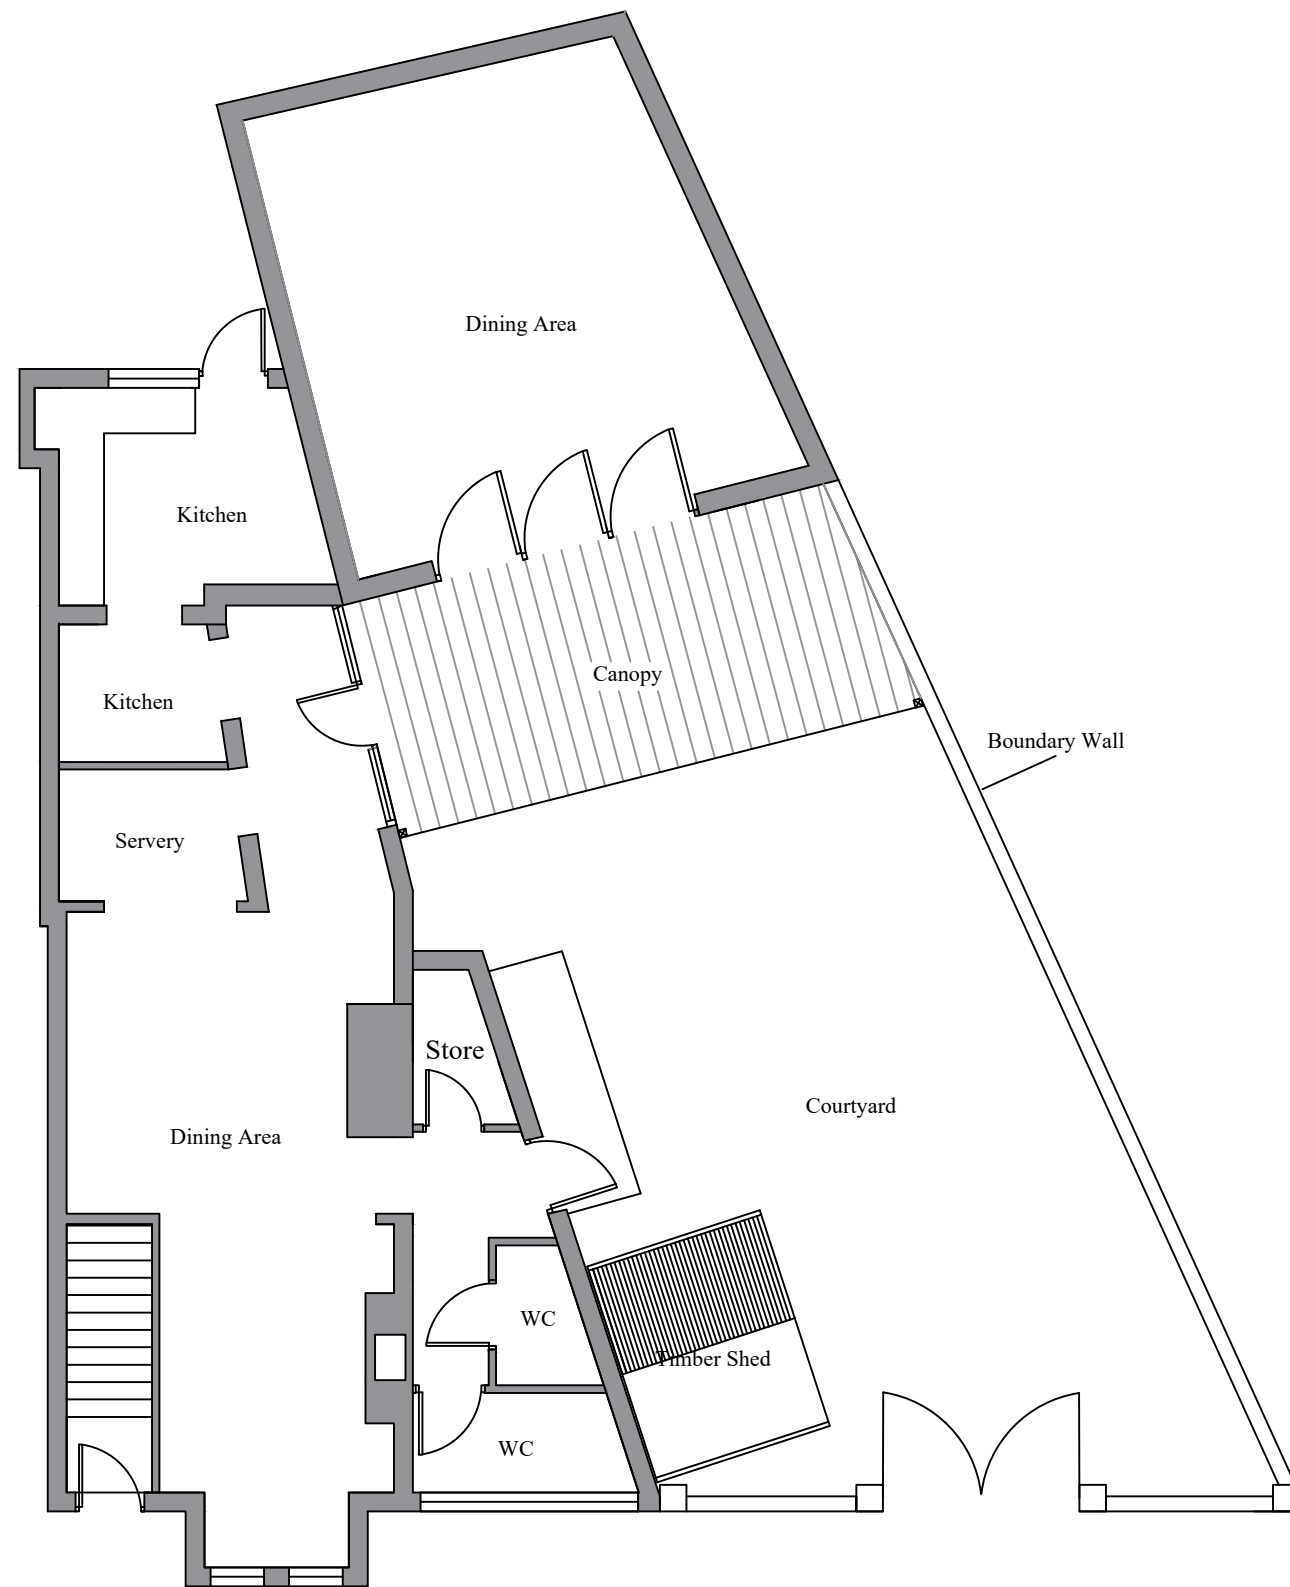 Dining Area
Kitchen
Canopy
Kitchen
Boundary Wall
Servery
Store
Courtyard
Dining Area
WC
Timber Shed
WC